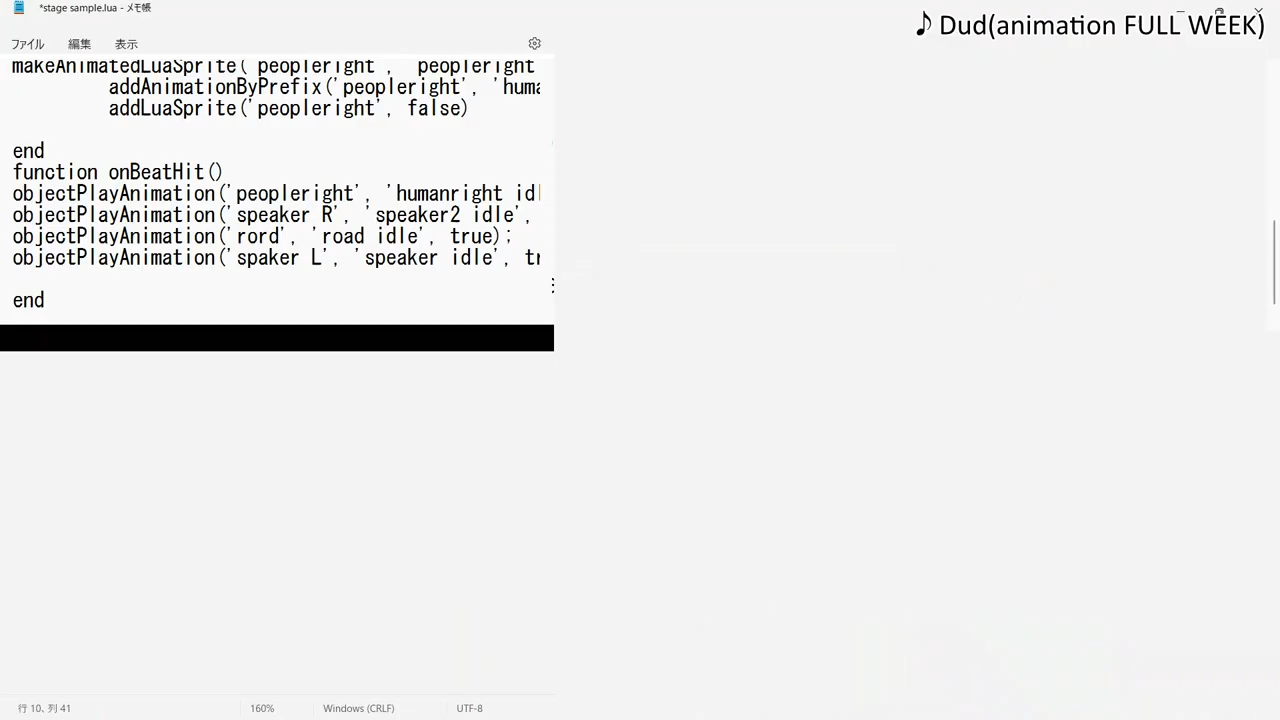 *stage sample.lua - メモ帳
♪ Dud(animation FULL WEEK)
ファイル 編集 表示
makeAnimatedLuaSprite('peopleright', 'peopleright
addAnimationByPrefix('peopleright', 'huma
addLuaSprite('peopleright', false)
end
function onBeatHit()
objectPlayAnimation('peopleright', 'humanright idl
objectPlayAnimation('speaker R', 'speaker2 idle',
objectPlayAnimation('rord', 'road idle', true);
objectPlayAnimation('spaker L', 'speaker idle', tr
end
行 10、列 41 160% Windows (CRLF) UTF-8